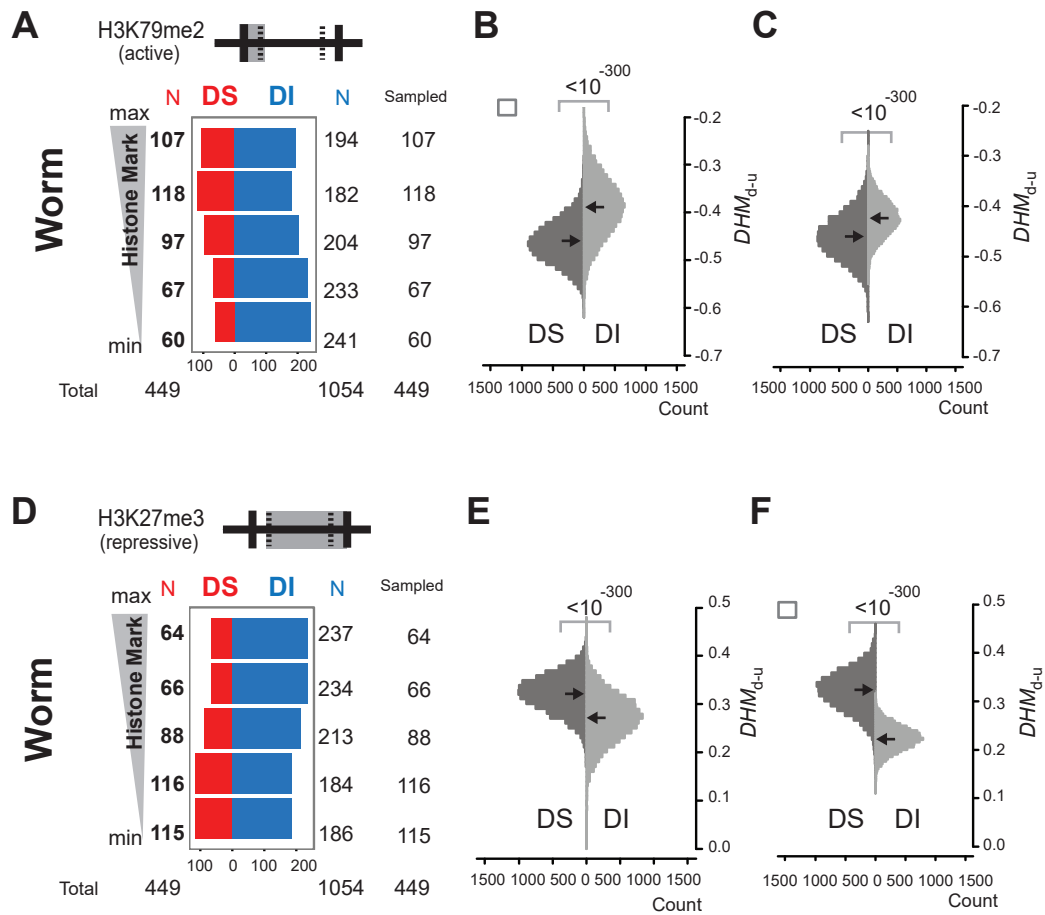 A
H3K79me2
(active)
N DS DI N Sampled
max
Worm
Histone Mark
107 194 107
118 182 118
97 204 97
67 233 67
60 241 60
min
100 0 100 200
Total 449 1054 449
B
<10-300
-0.2
-0.3
-0.4
-0.5
-0.6
-0.7
DHMd-u
DS DI
1500 1000 500 0 500 1000 1500
Count
C
<10-300
-0.2
-0.3
-0.4
-0.5
-0.6
-0.7
DHMd-u
DS DI
1500 1000 500 0 500 1000 1500
Count
D
H3K27me3
(repressive)
N DS DI N Sampled
max
Worm
Histone Mark
64 237 64
66 234 66
88 213 88
116 184 116
115 186 115
min
100 0 100 200
Total 449 1054 449
E
<10-300
0.5
0.4
0.3
0.2
0.1
0.0
DHMd-u
DS DI
1500 1000 500 0 500 1000 1500
Count
F
<10-300
0.5
0.4
0.3
0.2
0.1
0.0
DHMd-u
DS DI
1500 1000 500 0 500 1000 1500
Count